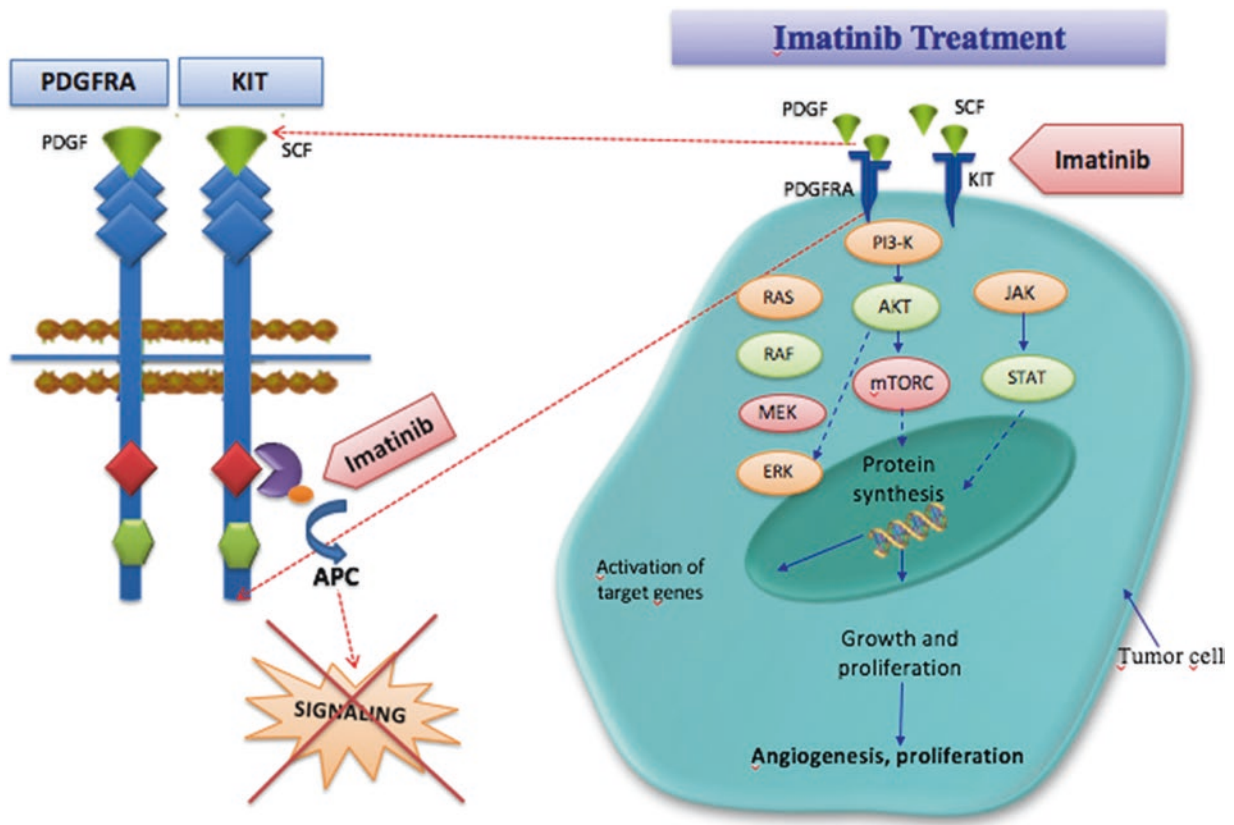 Imatinib Treatment
PDGFRA
KIT
PDGF
SCF
Imatinib
APC
SIGNALING
PDGF
SCF
Imatinib
PDGFRA
KIT
PI3-K
RAS
AKT
JAK
RAF
mTORC
STAT
MEK
ERK
Protein
synthesis
Activation of
target genes
Growth and
proliferation
Tumor cell
Angiogenesis, proliferation